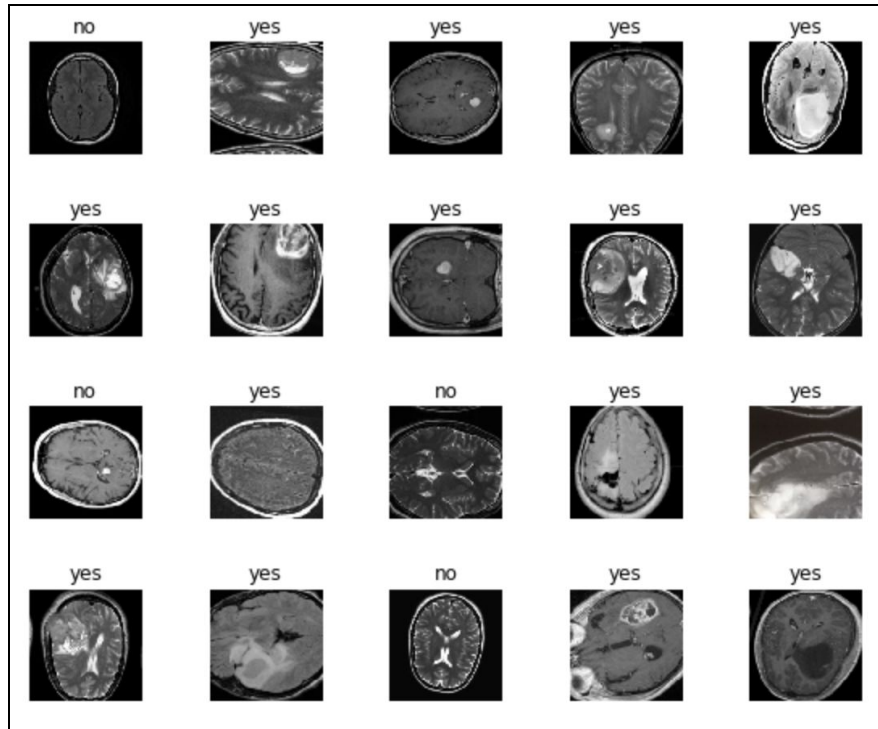 no yes yes yes yes
yes yes yes yes yes
no yes no yes yes
yes yes no yes yes